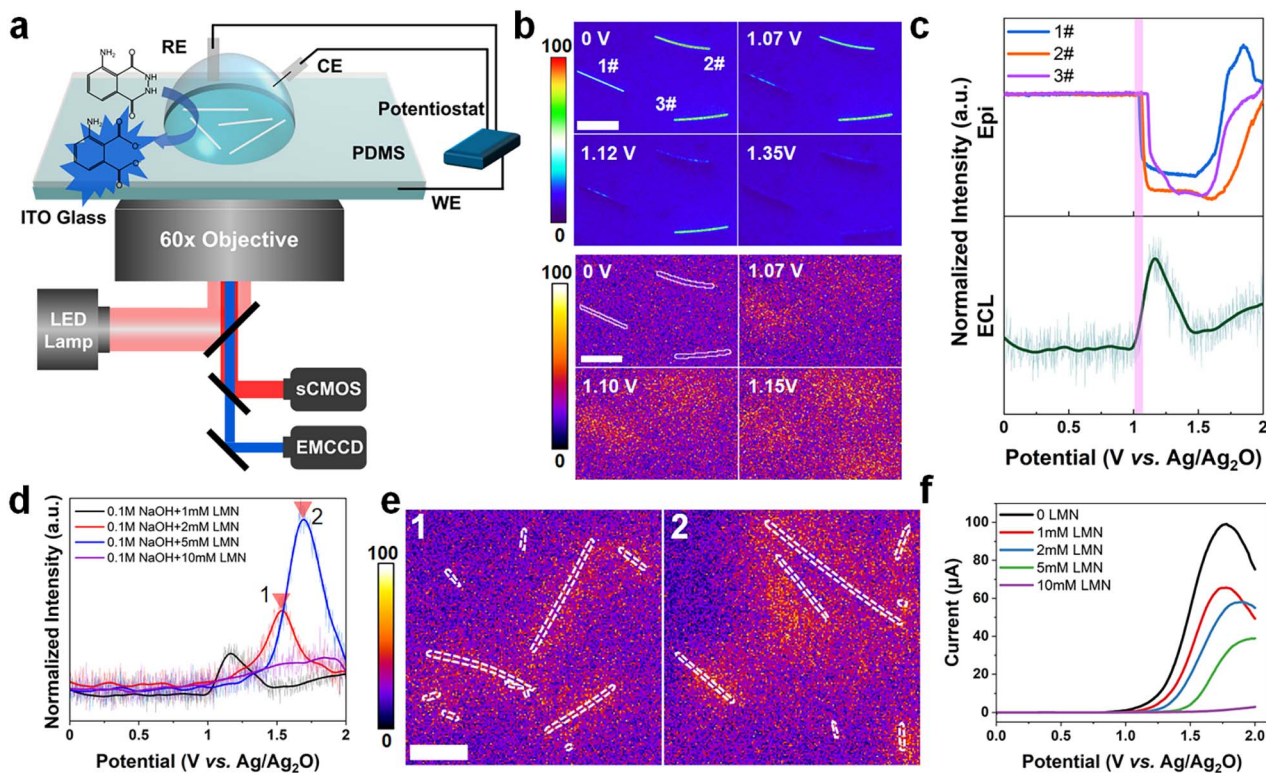 a
RE
CE
NH₂
O
NH
NH
O
Potentiostat
NH₂
O
O
O
PDMS
ITO Glass
WE
60x Objective
LED
Lamp
sCMOS
EMCCD
b
100
0
0 V
1#
2#
3#
1.07 V
1.12 V
1.35V
100
0
0 V
1.07 V
1.10V
1.15V
c
Normalized Intensity (a.u.)
ECL
Epi
1#
2#
3#
0
0.5
1
1.5
2
Potential (V vs. Ag/Ag₂O)
d
Normalized Intensity (a.u.)
0.1M NaOH+1mM LMN
0.1M NaOH+2mM LMN
0.1M NaOH+5mM LMN
0.1M NaOH+10mM LMN
1
2
0
0.5
1.0
1.5
2
Potential (V vs. Ag/Ag₂O)
e
100
0
1
2
f
Current (µA)
100
80
60
40
20
0
0 LMN
1mM LMN
2mM LMN
5mM LMN
10mM LMN
0.0
0.5
1.0
1.5
2.0
Potential (V vs. Ag/Ag₂O)